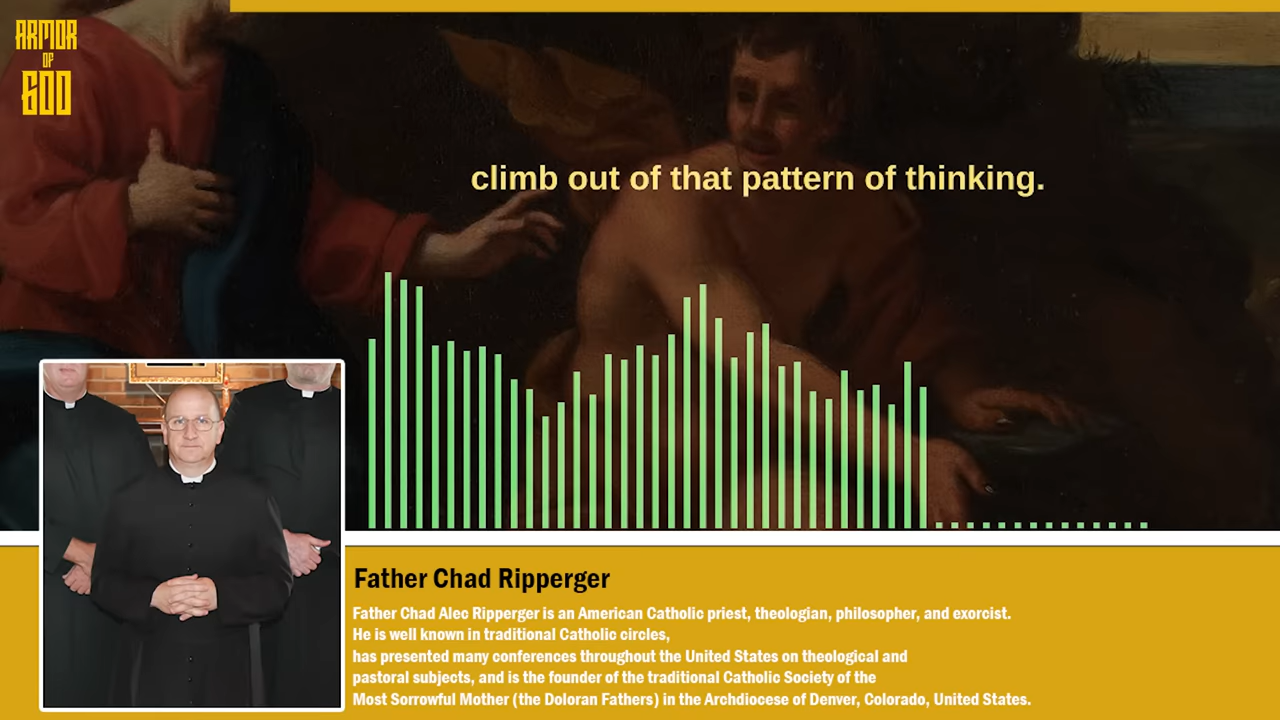 ARMOR
OF
GOD
climb out of that pattern of thinking.
Father Chad Ripperger
Father Chad Alec Ripperger is an American Catholic priest, theologian, philosopher, and exorcist.
He is well known in traditional Catholic circles,
has presented many conferences throughout the United States on theological and
pastoral subjects, and is the founder of the traditional Catholic Society of the
Most Sorrowful Mother (the Doloran Fathers) in the Archdiocese of Denver, Colorado, United States.